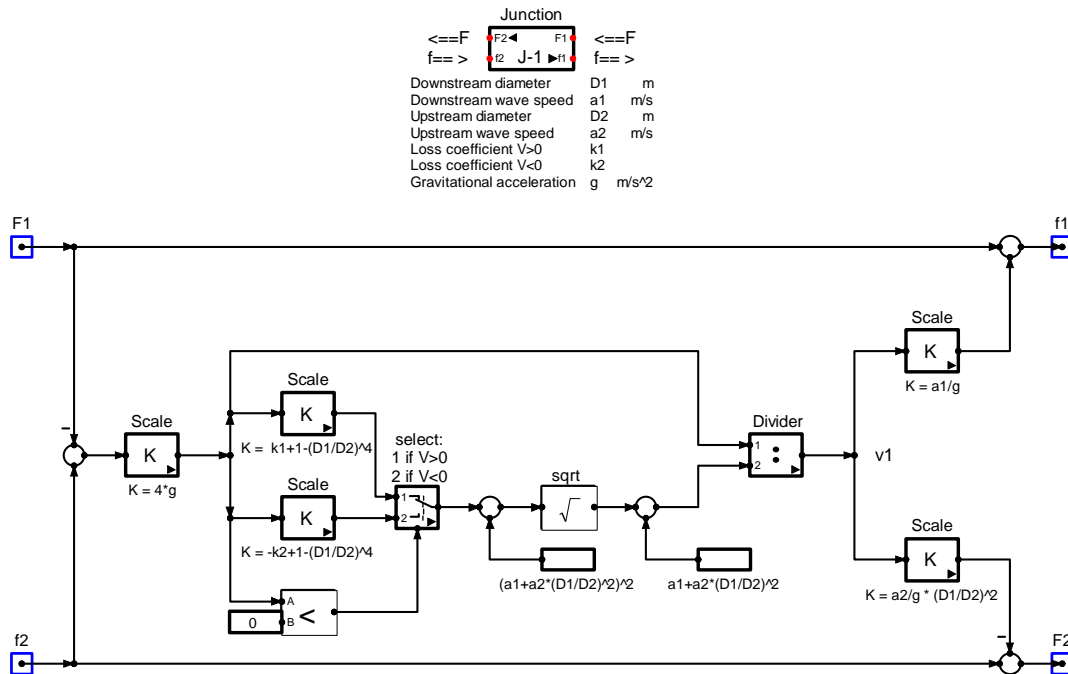 Junction
<==F F2◄ F1 <==F
f== > f2 J-1 ►f1 f== >
Downstream diameter D1 m
Downstream wave speed a1 m/s
Upstream diameter D2 m
Upstream wave speed a2 m/s
Loss coefficient V>0 k1
Loss coefficient V<0 k2
Gravitational acceleration g m/s^2
F1
f1
Scale
K
K = a1/g
Scale
K
K = k1+1-(D1/D2)^4
Scale
K
K = 4*g
–
select:
1 if V>0
2 if V<0
1
2
Divider
1
2
:
v1
sqrt
√
Scale
K
K = -k2+1-(D1/D2)^4
(a1+a2*(D1/D2)^2)^2
a1+a2*(D1/D2)^2
Scale
K
K = a2/g * (D1/D2)^2
A
B
<
0
–
f2
F2